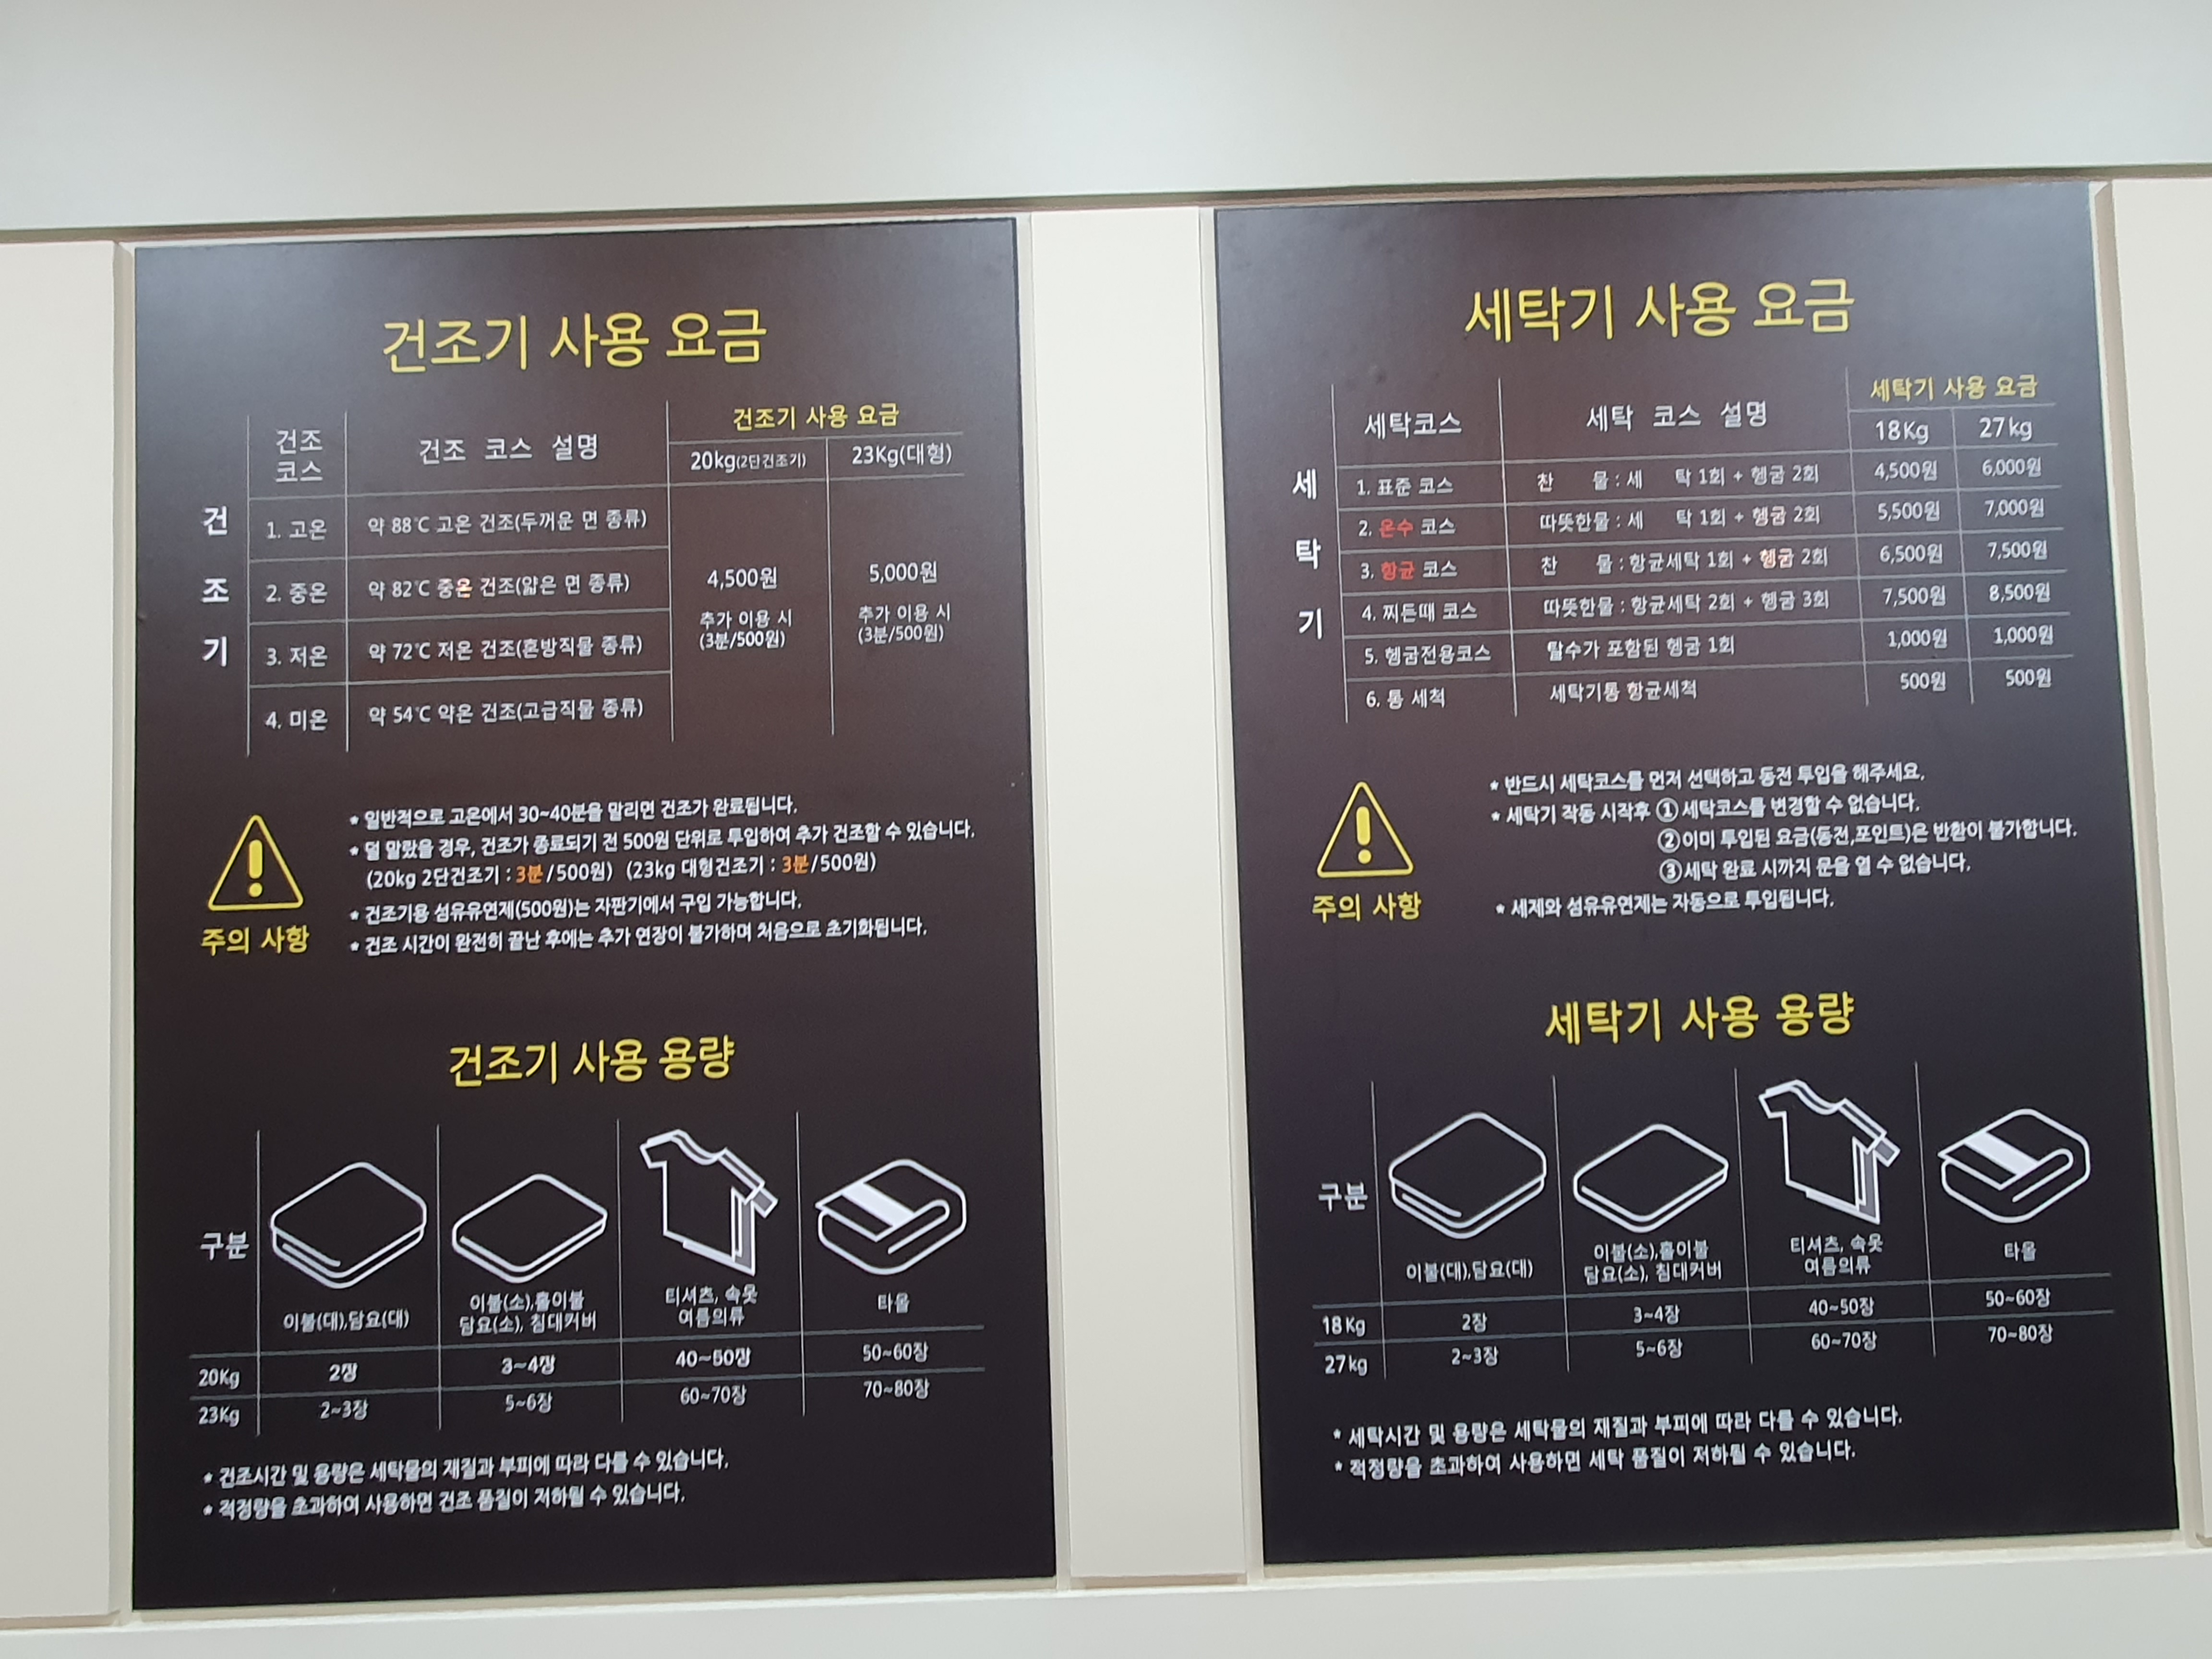 건조기 사용 요금
건조기
건조 코스
건조 코스 설명
건조기 사용 요금
20kg(2단건조기)
23Kg(대형)
1. 고온
약 88℃ 고온 건조(두꺼운 면 종류)
2. 중온
약 82℃ 중온 건조(얇은 면 종류)
3. 저온
약 72℃ 저온 건조(혼방직물 종류)
4. 미온
약 54℃ 약온 건조(고급직물 종류)
4,500원
추가 이용 시
(3분/500원)
5,000원
추가 이용 시
(3분/500원)
주의 사항
* 일반적으로 고온에서 30~40분을 말리면 건조가 완료됩니다.
* 덜 말랐을 경우, 건조가 종료되기 전 500원 단위로 투입하여 추가 건조할 수 있습니다.
(20kg 2단건조기 : 3분/500원) (23kg 대형건조기 : 3분/500원)
* 건조기용 섬유유연제(500원)는 자판기에서 구입 가능합니다.
* 건조 시간이 완전히 끝난 후에는 추가 연장이 불가하며 처음으로 초기화됩니다.
건조기 사용 용량
구분
이불(대),담요(대)
이불(소),홑이불
담요(소), 침대커버
티셔츠, 속옷
여름의류
타올
20Kg 2장 3~4장 40~50장 50~60장
23Kg 2~3장 5~6장 60~70장 70~80장
* 건조시간 및 용량은 세탁물의 재질과 부피에 따라 다를 수 있습니다.
* 적정량을 초과하여 사용하면 건조 품질이 저하될 수 있습니다.
세탁기 사용 요금
세탁기
세탁코스
세탁 코스 설명
세탁기 사용 요금
18Kg 27kg
1. 표준 코스 찬 물 : 세 탁 1회 + 헹굼 2회 4,500원 6,000원
2. 온수 코스 따뜻한물 : 세 탁 1회 + 헹굼 2회 5,500원 7,000원
3. 항균 코스 찬 물 : 항균세탁 1회 + 헹굼 2회 6,500원 7,500원
4. 찌든때 코스 따뜻한물 : 항균세탁 2회 + 헹굼 3회 7,500원 8,500원
5. 헹굼전용코스 탈수가 포함된 헹굼 1회 1,000원 1,000원
6. 통 세척 세탁기통 항균세척 500원 500원
주의 사항
* 반드시 세탁코스를 먼저 선택하고 동전 투입을 해주세요.
* 세탁기 작동 시작후 ①세탁코스를 변경할 수 없습니다.
②이미 투입된 요금(동전,포인트)은 반환이 불가합니다.
③세탁 완료 시까지 문을 열 수 없습니다.
* 세제와 섬유유연제는 자동으로 투입됩니다.
세탁기 사용 용량
구분
이불(대),담요(대)
이불(소),홑이불
담요(소), 침대커버
티셔츠, 속옷
여름의류
타올
18Kg 2장 3~4장 40~50장 50~60장
27kg 2~3장 5~6장 60~70장 70~80장
* 세탁시간 및 용량은 세탁물의 재질과 부피에 따라 다를 수 있습니다.
* 적정량을 초과하여 사용하면 세탁 품질이 저하될 수 있습니다.